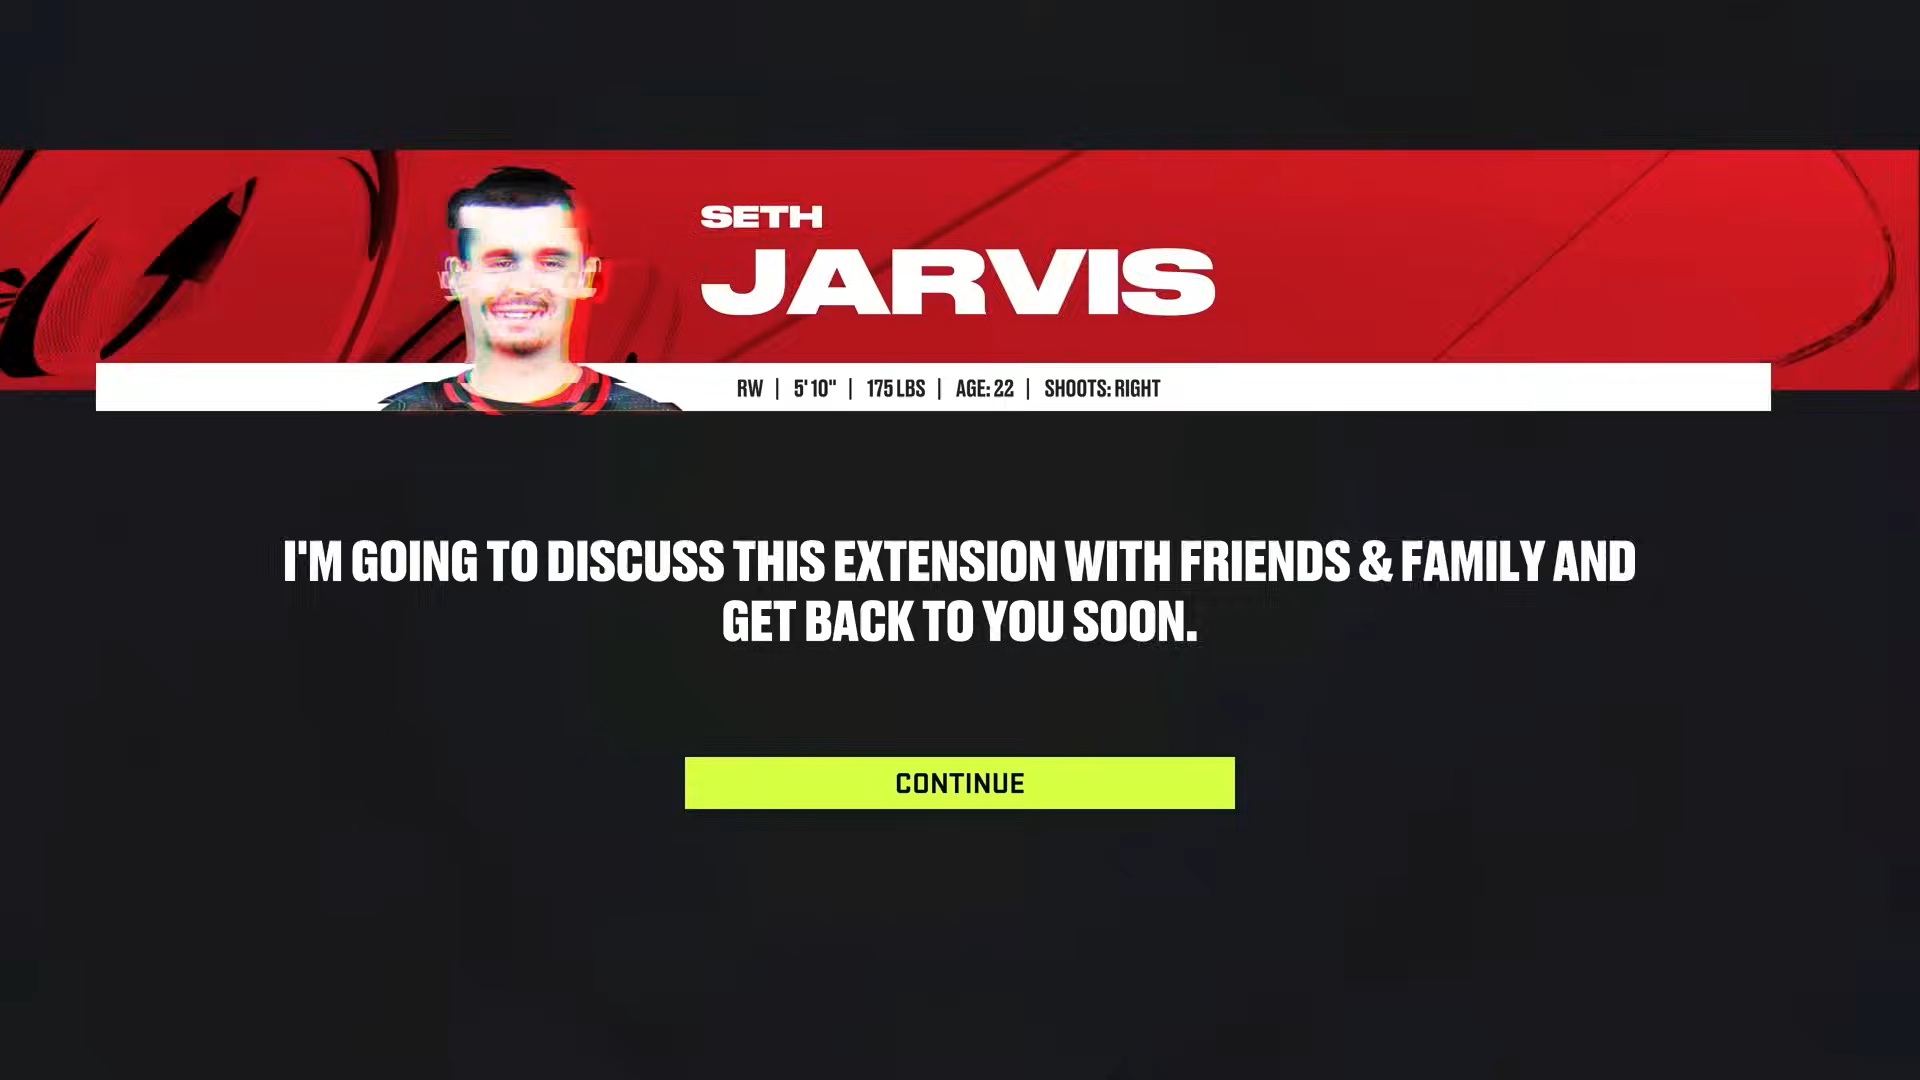 SETH
JARVIS
RW | 5'10" | 175 LBS | AGE: 22 | SHOOTS: RIGHT
I'M GOING TO DISCUSS THIS EXTENSION WITH FRIENDS & FAMILY AND
GET BACK TO YOU SOON.
CONTINUE